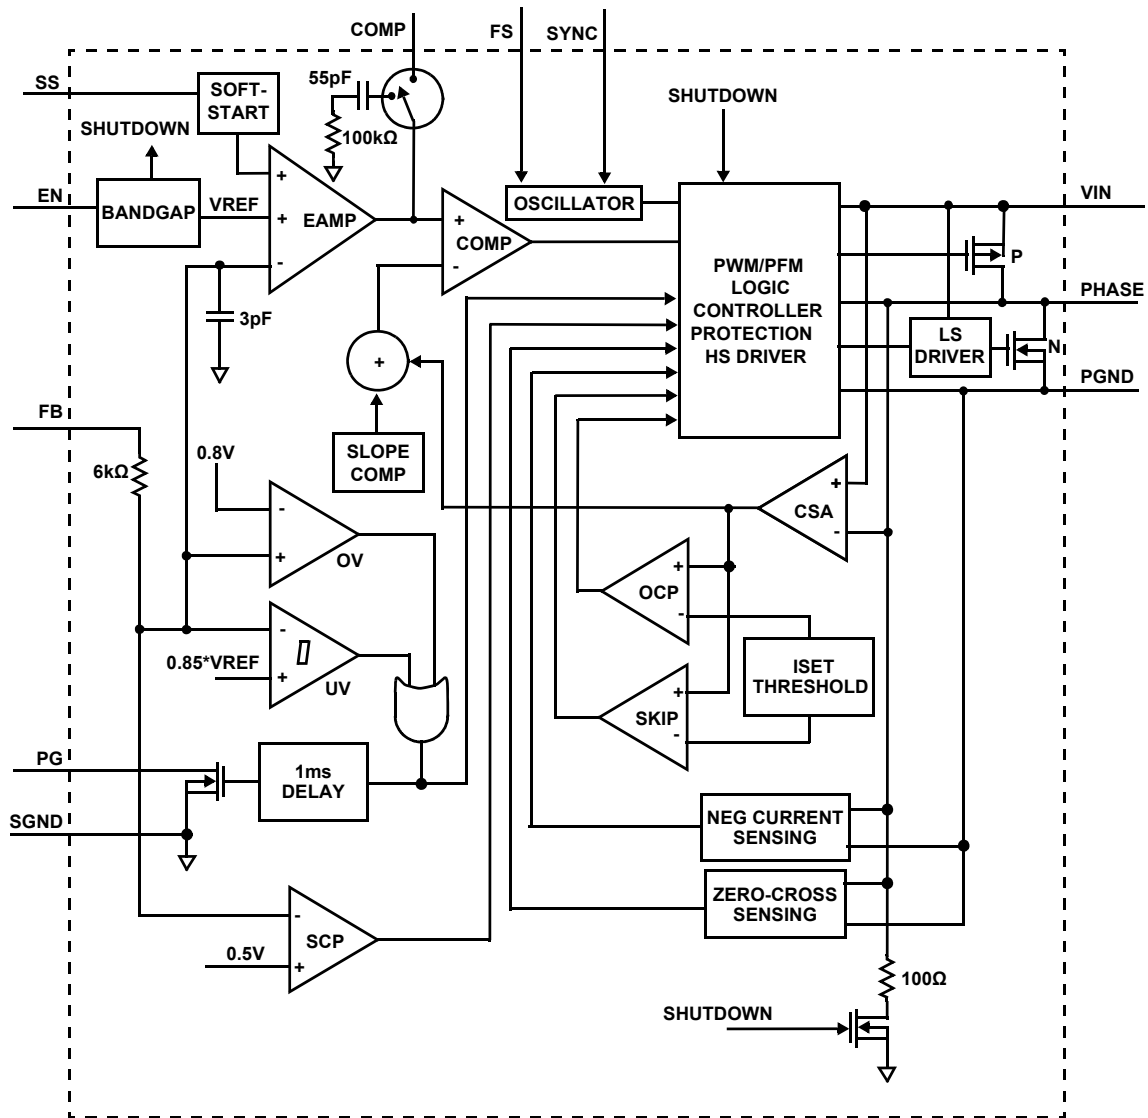 COMP
FS
SYNC
55pF
SS
SOFT-
START
SHUTDOWN
100kΩ
SHUTDOWN
EN
BANDGAP
VREF
+
+
-
EAMP
+
-
COMP
OSCILLATOR
VIN
PWM/PFM
LOGIC
CONTROLLER
PROTECTION
HS DRIVER
P
PHASE
3pF
+
LS
DRIVER
N
PGND
FB
SLOPE
COMP
6kΩ
0.8V
-
+
OV
+
-
CSA
+
-
OCP
-
+
UV
0.85*VREF
ISET
THRESHOLD
+
-
SKIP
PG
1ms
DELAY
SGND
NEG CURRENT
SENSING
ZERO-CROSS
SENSING
-
+
SCP
0.5V
100Ω
SHUTDOWN